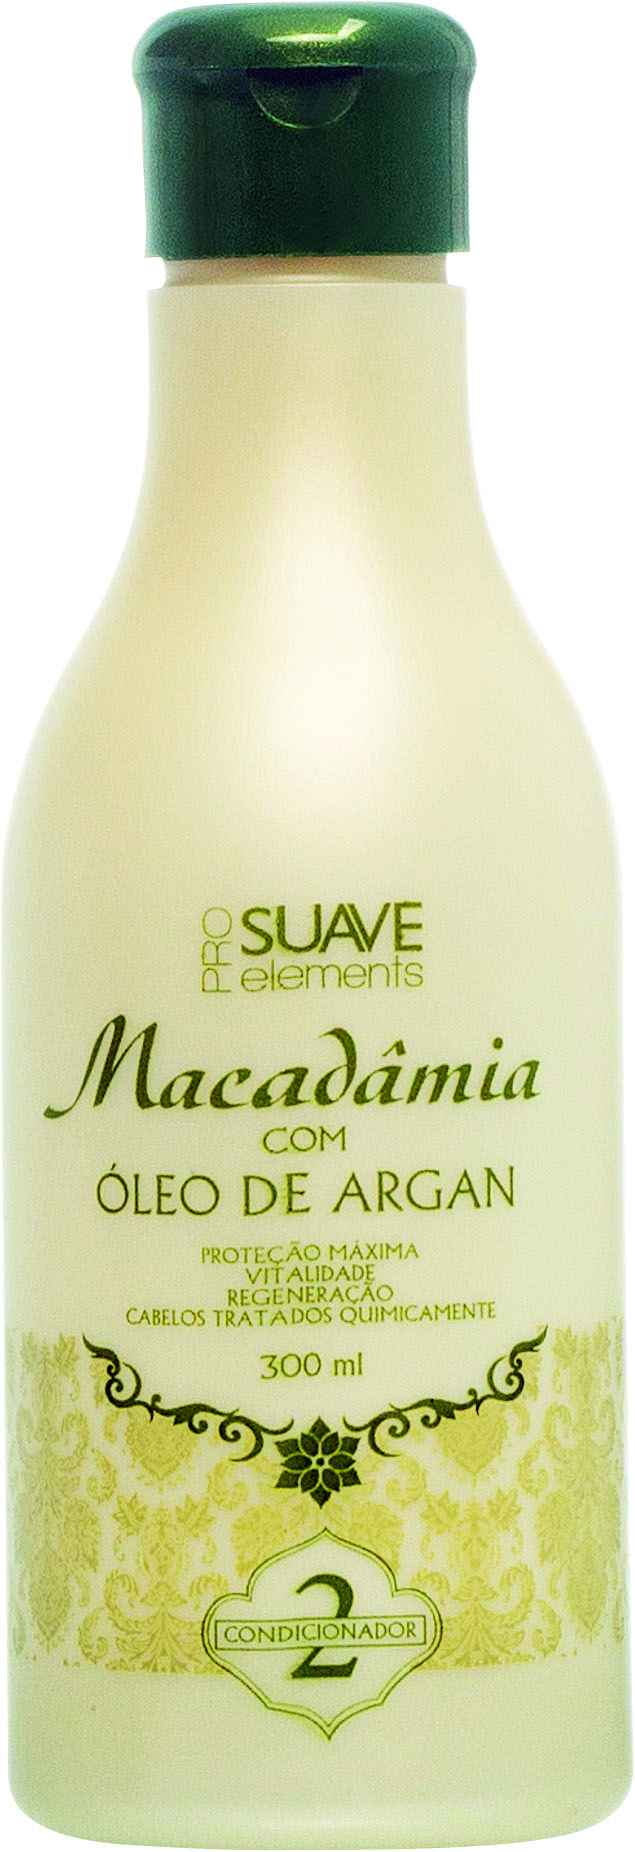 PRO SUAVE
elements
Macadâmia
COM
ÓLEO DE ARGAN
PROTEÇÃO MÁXIMA
VITALIDADE
REGENERAÇÃO
CABELOS TRATADOS QUIMICAMENTE
300 ml
2
CONDICIONADOR